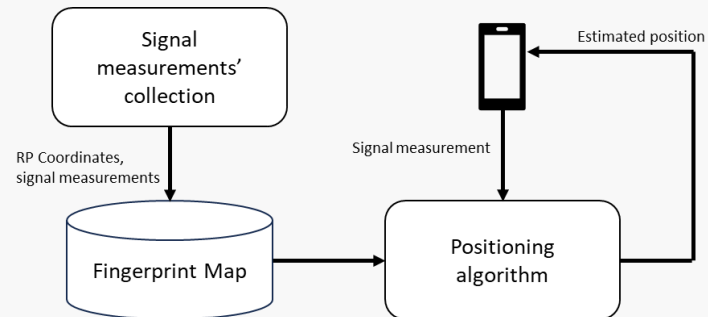 Signal
measurements’
collection
Estimated position
RP Coordinates,
signal measurements
Signal measurement
Fingerprint Map
Positioning
algorithm